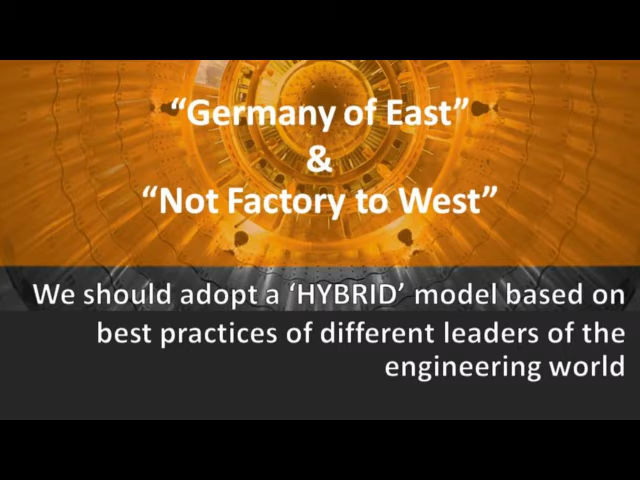 “Germany of East”
&
“Not Factory to West”
We should adopt a ‘HYBRID’ model based on
best practices of different leaders of the
engineering world